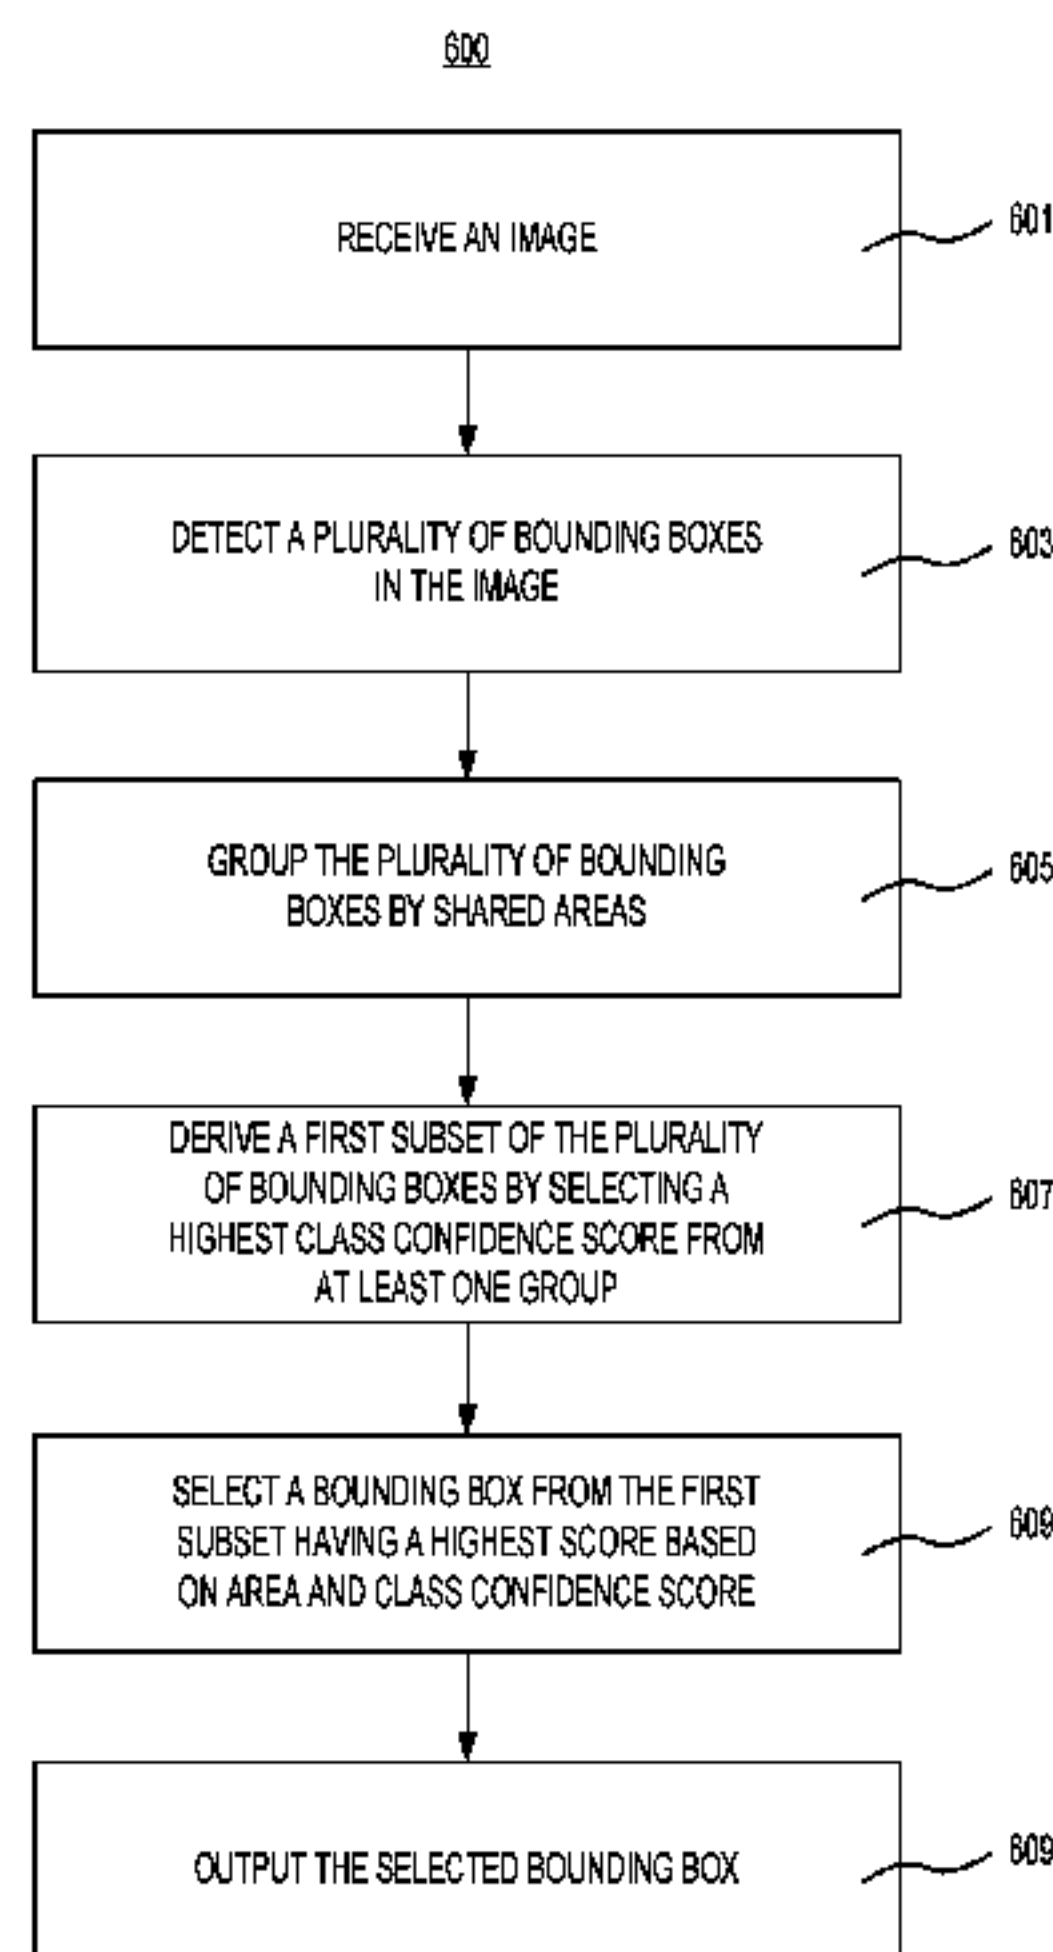 600
RECEIVE AN IMAGE
601
DETECT A PLURALITY OF BOUNDING BOXES
IN THE IMAGE
603
GROUP THE PLURALITY OF BOUNDING
BOXES BY SHARED AREAS
605
DERIVE A FIRST SUBSET OF THE PLURALITY
OF BOUNDING BOXES BY SELECTING A
HIGHEST CLASS CONFIDENCE SCORE FROM
AT LEAST ONE GROUP
607
SELECT A BOUNDING BOX FROM THE FIRST
SUBSET HAVING A HIGHEST SCORE BASED
ON AREA AND CLASS CONFIDENCE SCORE
609
OUTPUT THE SELECTED BOUNDING BOX
609